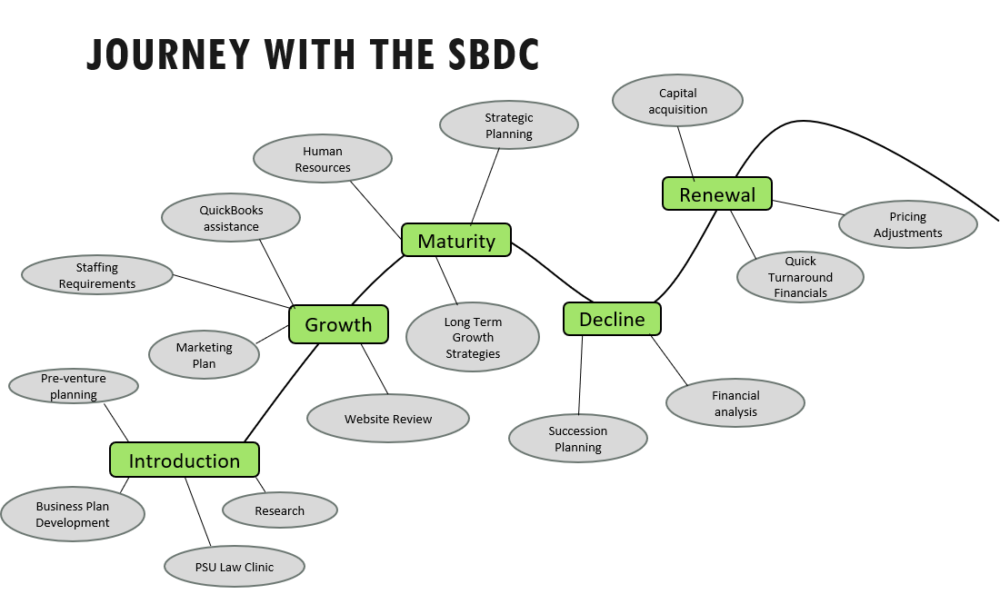 JOURNEY WITH THE SBDC
Capital
acquisition
Strategic
Planning
Human
Resources
QuickBooks
assistance
Renewal
Pricing
Adjustments
Maturity
Staffing
Requirements
Quick
Turnaround
Financials
Growth
Decline
Long Term
Growth
Strategies
Marketing
Plan
Pre-venture
planning
Financial
analysis
Website Review
Succession
Planning
Introduction
Business Plan
Development
Research
PSU Law Clinic